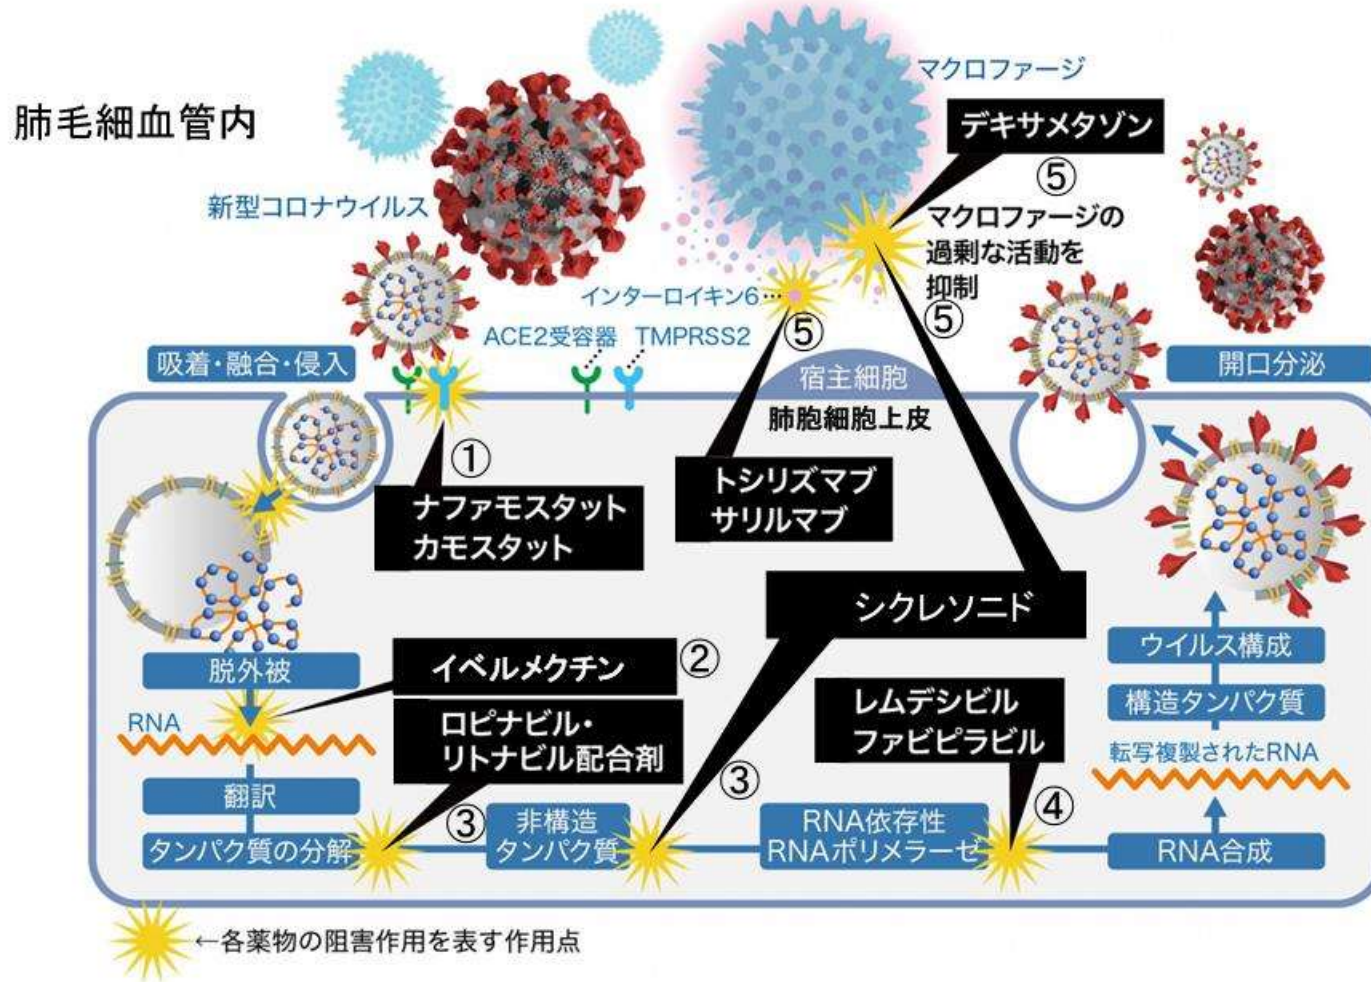 肺毛細血管内
マクロファージ
デキサメタゾン
⑤
新型コロナウイルス
マクロファージの
過剰な活動を
抑制
インターロイキン6…
⑤
⑤
ACE2受容器
TMPRSS2
吸着・融合・侵入
宿主細胞
肺胞細胞上皮
開口分泌
①
ナファモスタット
カモスタット
トシリズマブ
サリルマブ
シクレソニド
脱外被
イベルメクチン
②
ウイルス構成
RNA
ロピナビル・
リトナビル配合剤
レムデシビル
ファビピラビル
構造タンパク質
転写複製されたRNA
翻訳
③
③
④
タンパク質の分解
非構造
タンパク質
RNA依存性
RNAポリメラーゼ
RNA合成
←各薬物の阻害作用を表す作用点